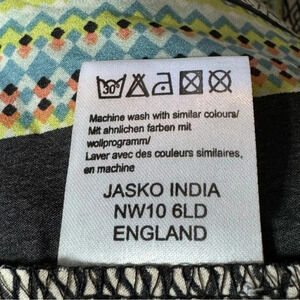 30°
Machine wash with similar colours/
Mit ahnlichen farben mit
wollprogramm/
Laver avec des couleurs similaires,
en machine
JASKO INDIA
NW10 6LD
ENGLAND